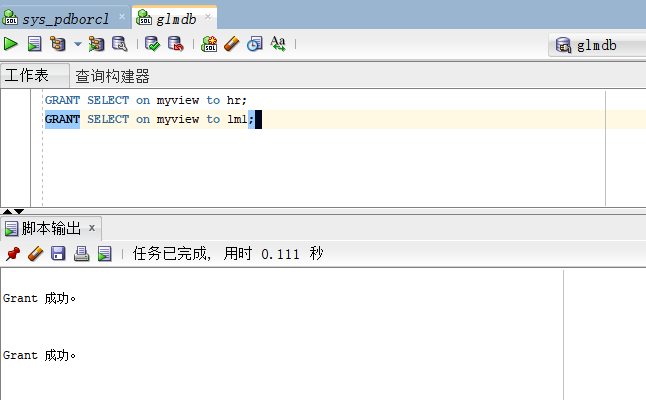 sys_pdborcl
glmdb
SQL
Aa
glmdb
工作表 查询构建器
GRANT SELECT on myview to hr;
GRANT SELECT on myview to lml;
脚本输出 x
任务已完成, 用时 0.111 秒
Grant 成功。
Grant 成功。